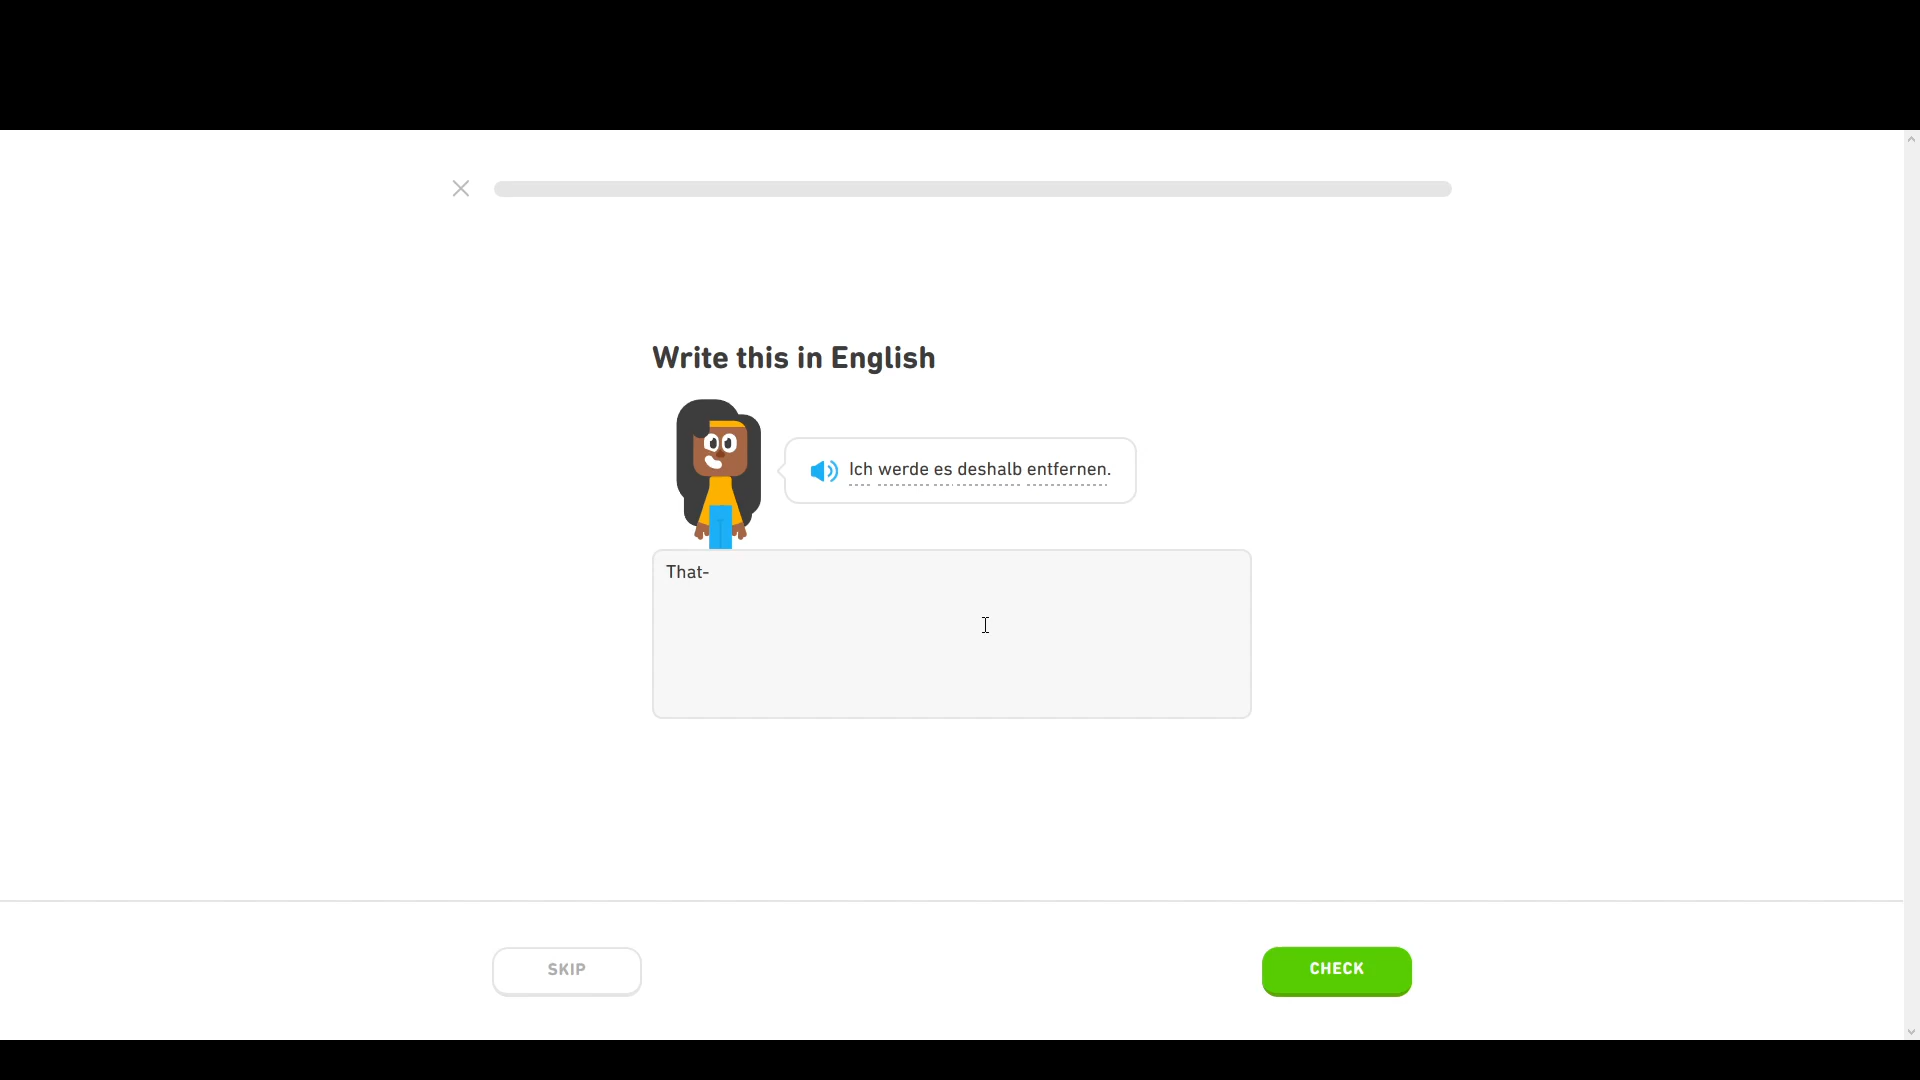 Write this in English
Ich werde es deshalb entfernen.
That-
SKIP
CHECK